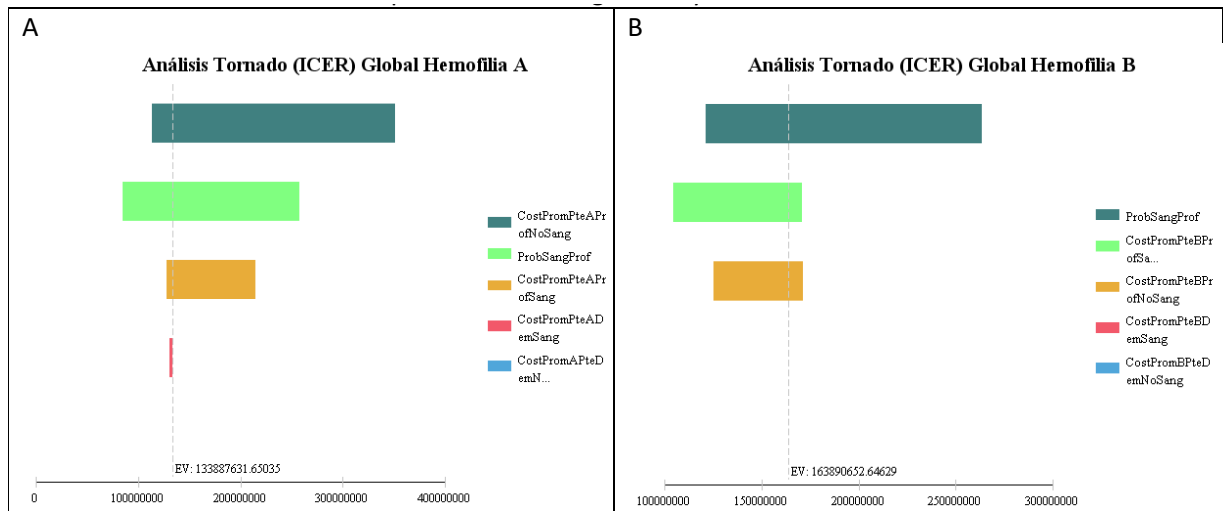 A
Análisis Tornado (ICER) Global Hemofilia A
CostPromPteAPr
ofNoSang
ProbSangProf
CostPromPteAPr
ofSang
CostPromPteAD
emSang
CostPromAPteD
emN...
EV: 133887631.65035
0
100000000
200000000
300000000
400000000
B
Análisis Tornado (ICER) Global Hemofilia B
ProbSangProf
CostPromPteBPr
ofSa...
CostPromPteBPr
ofNoSang
CostPromPteBD
emSang
CostPromBPteD
emNoSang
EV: 163890652.64629
100000000
150000000
200000000
250000000
300000000